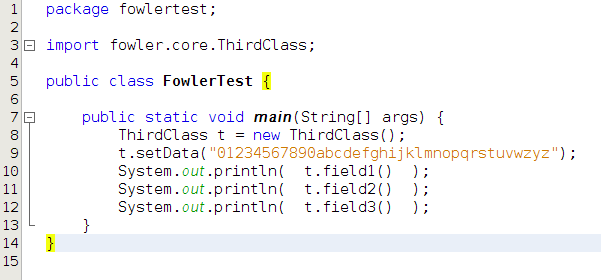 1 package fowlertest;
2
3 import fowler.core.ThirdClass;
4
5 public class FowlerTest {
6
7     public static void main(String[] args) {
8         ThirdClass t = new ThirdClass();
9         t.setData("01234567890abcdefghijklmnopqrstuvwzyz");
10         System.out.println(  t.field1()  );
11         System.out.println(  t.field2()  );
12         System.out.println(  t.field3()  );
13     }
14 }
15